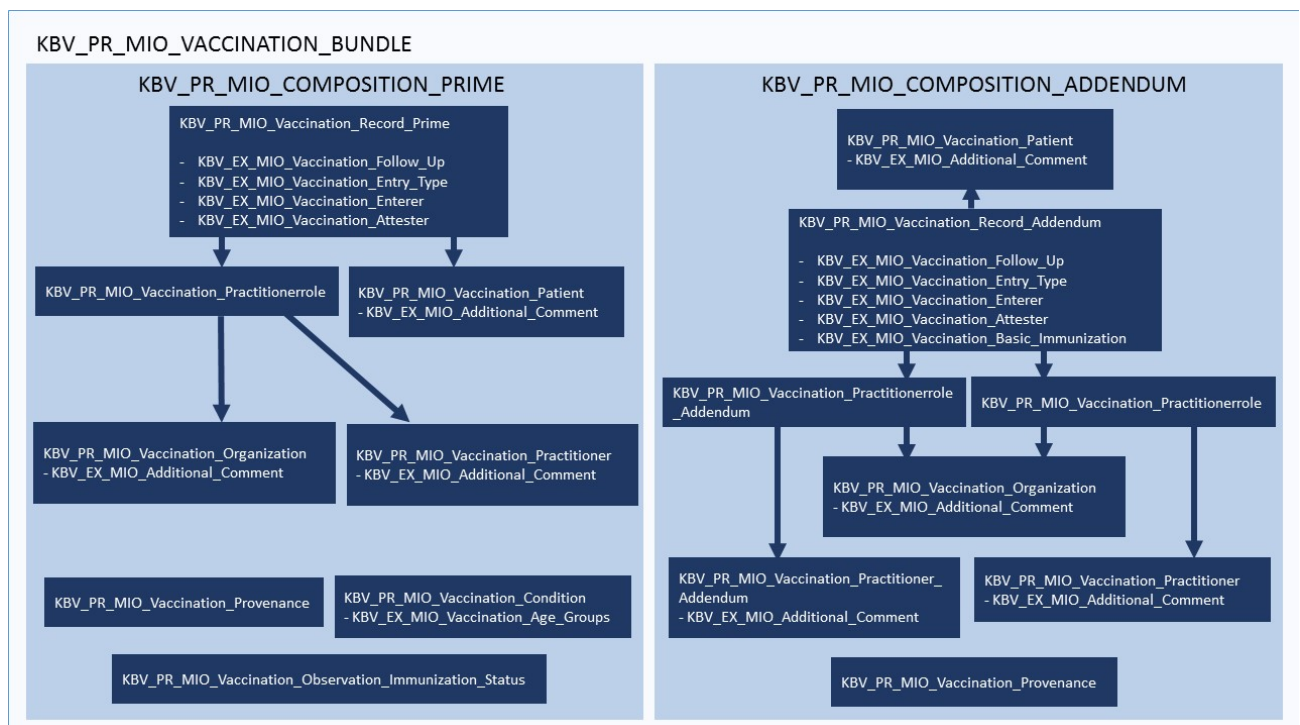 KBV_PR_MIO_VACCINATION_BUNDLE
KBV_PR_MIO_COMPOSITION_PRIME
KBV_PR_MIO_Vaccination_Record_Prime
- KBV_EX_MIO_Vaccination_Follow_Up
- KBV_EX_MIO_Vaccination_Entry_Type
- KBV_EX_MIO_Vaccination_Enterer
- KBV_EX_MIO_Vaccination_Attester
KBV_PR_MIO_Vaccination_Practitionerrole
KBV_PR_MIO_Vaccination_Patient
- KBV_EX_MIO_Additional_Comment
KBV_PR_MIO_Vaccination_Organization
- KBV_EX_MIO_Additional_Comment
KBV_PR_MIO_Vaccination_Practitioner
- KBV_EX_MIO_Additional_Comment
KBV_PR_MIO_Vaccination_Provenance
KBV_PR_MIO_Vaccination_Condition
- KBV_EX_MIO_Vaccination_Age_Groups
KBV_PR_MIO_Vaccination_Observation_Immunization_Status
KBV_PR_MIO_COMPOSITION_ADDENDUM
KBV_PR_MIO_Vaccination_Patient
- KBV_EX_MIO_Additional_Comment
KBV_PR_MIO_Vaccination_Record_Addendum
- KBV_EX_MIO_Vaccination_Follow_Up
- KBV_EX_MIO_Vaccination_Entry_Type
- KBV_EX_MIO_Vaccination_Enterer
- KBV_EX_MIO_Vaccination_Attester
- KBV_EX_MIO_Vaccination_Basic_Immunization
KBV_PR_MIO_Vaccination_Practitionerrole
_Addendum
KBV_PR_MIO_Vaccination_Practitionerrole
KBV_PR_MIO_Vaccination_Organization
- KBV_EX_MIO_Additional_Comment
KBV_PR_MIO_Vaccination_Practitioner_
Addendum
- KBV_EX_MIO_Additional_Comment
KBV_PR_MIO_Vaccination_Practitioner
- KBV_EX_MIO_Additional_Comment
KBV_PR_MIO_Vaccination_Provenance